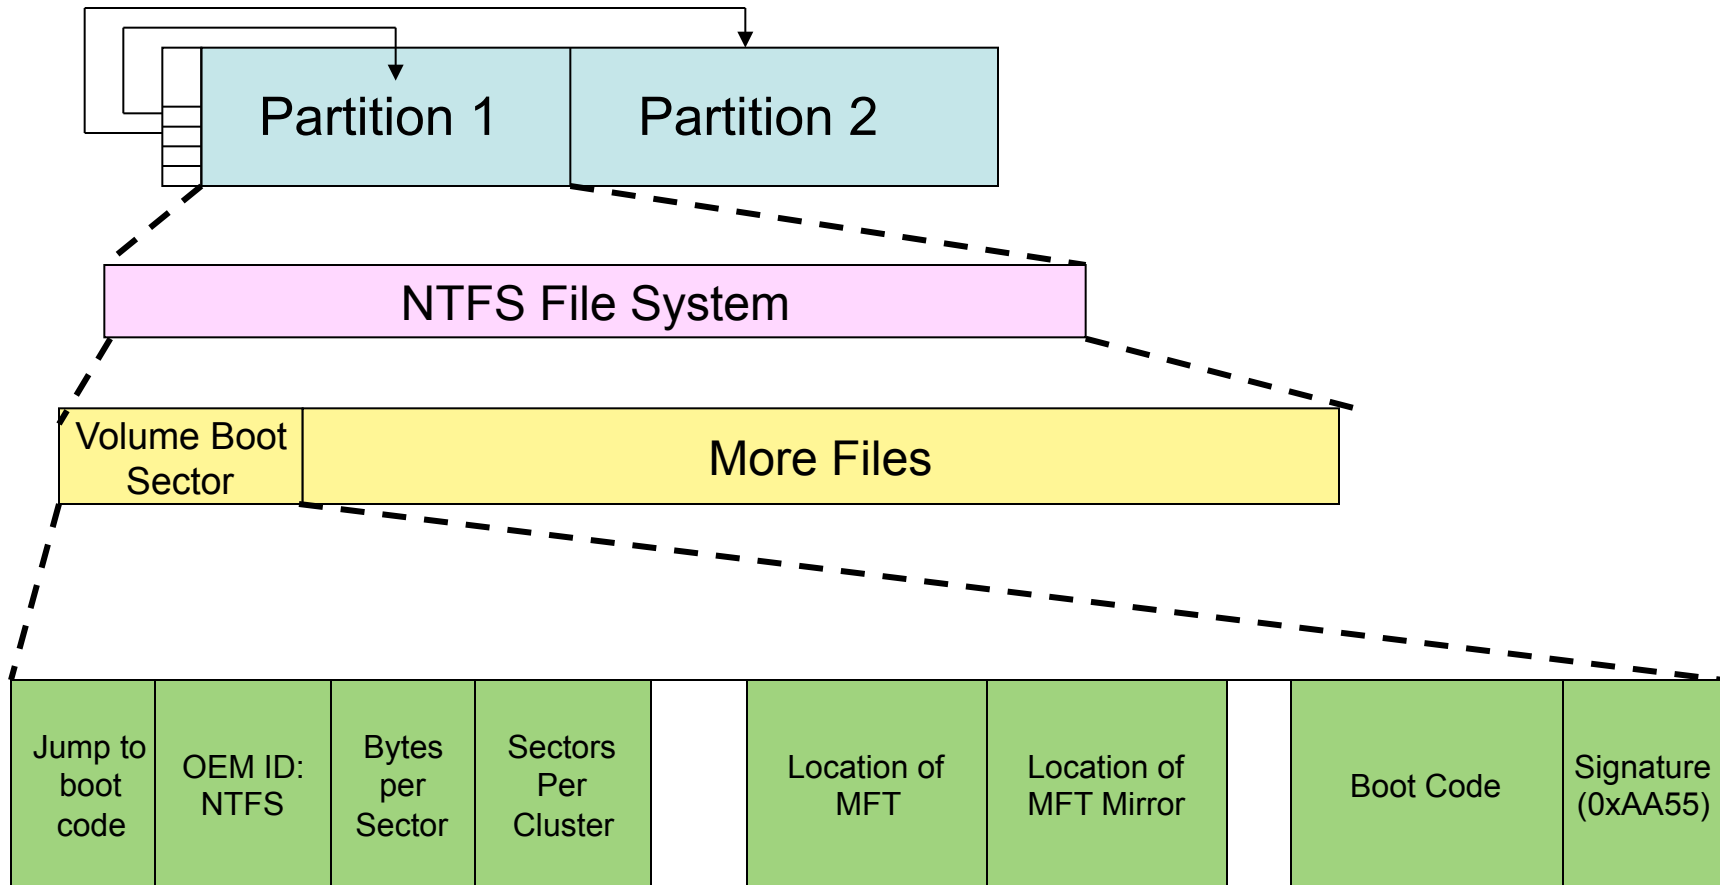 Partition 1
Partition 2
NTFS File System
Volume Boot
Sector
More Files
Jump to
boot
code
OEM ID:
NTFS
Bytes
per
Sector
Sectors
Per
Cluster
Location of
MFT
Location of
MFT Mirror
Boot Code
Signature
(0xAA55)